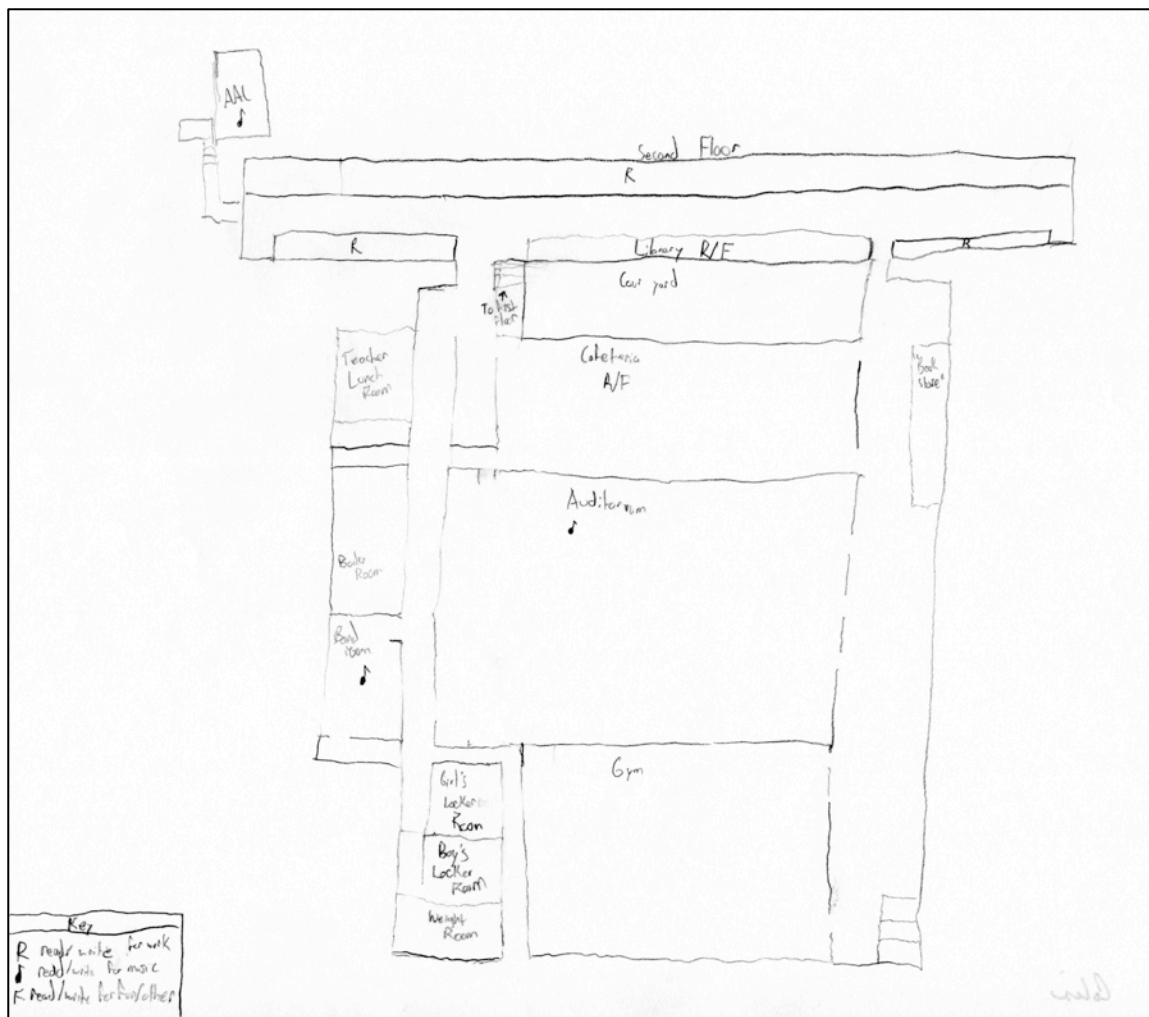 AAL
Second Floor
R
R
Library R/F
R
Cour yard
To first
floor
Teacher
Lunch
Room
Cafeteria
R/F
Book
store"
Auditorium
Boiler
Room
Band
room
Gym
Girl's
Locker
Room
Boy's
Locker
Room
Weight
Room
Key
R read/write for work
♪ read/write for music
F read/write for fun/other